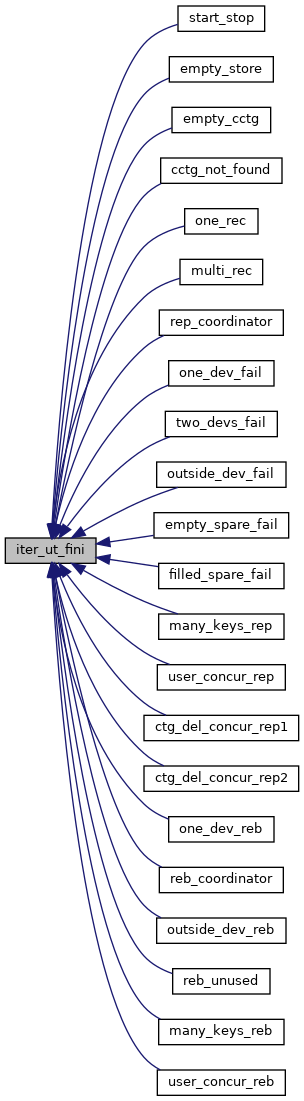 start_stop
empty_store
empty_cctg
cctg_not_found
one_rec
multi_rec
rep_coordinator
one_dev_fail
two_devs_fail
outside_dev_fail
empty_spare_fail
iter_ut_fini
filled_spare_fail
many_keys_rep
user_concur_rep
ctg_del_concur_rep1
ctg_del_concur_rep2
one_dev_reb
reb_coordinator
outside_dev_reb
reb_unused
many_keys_reb
user_concur_reb